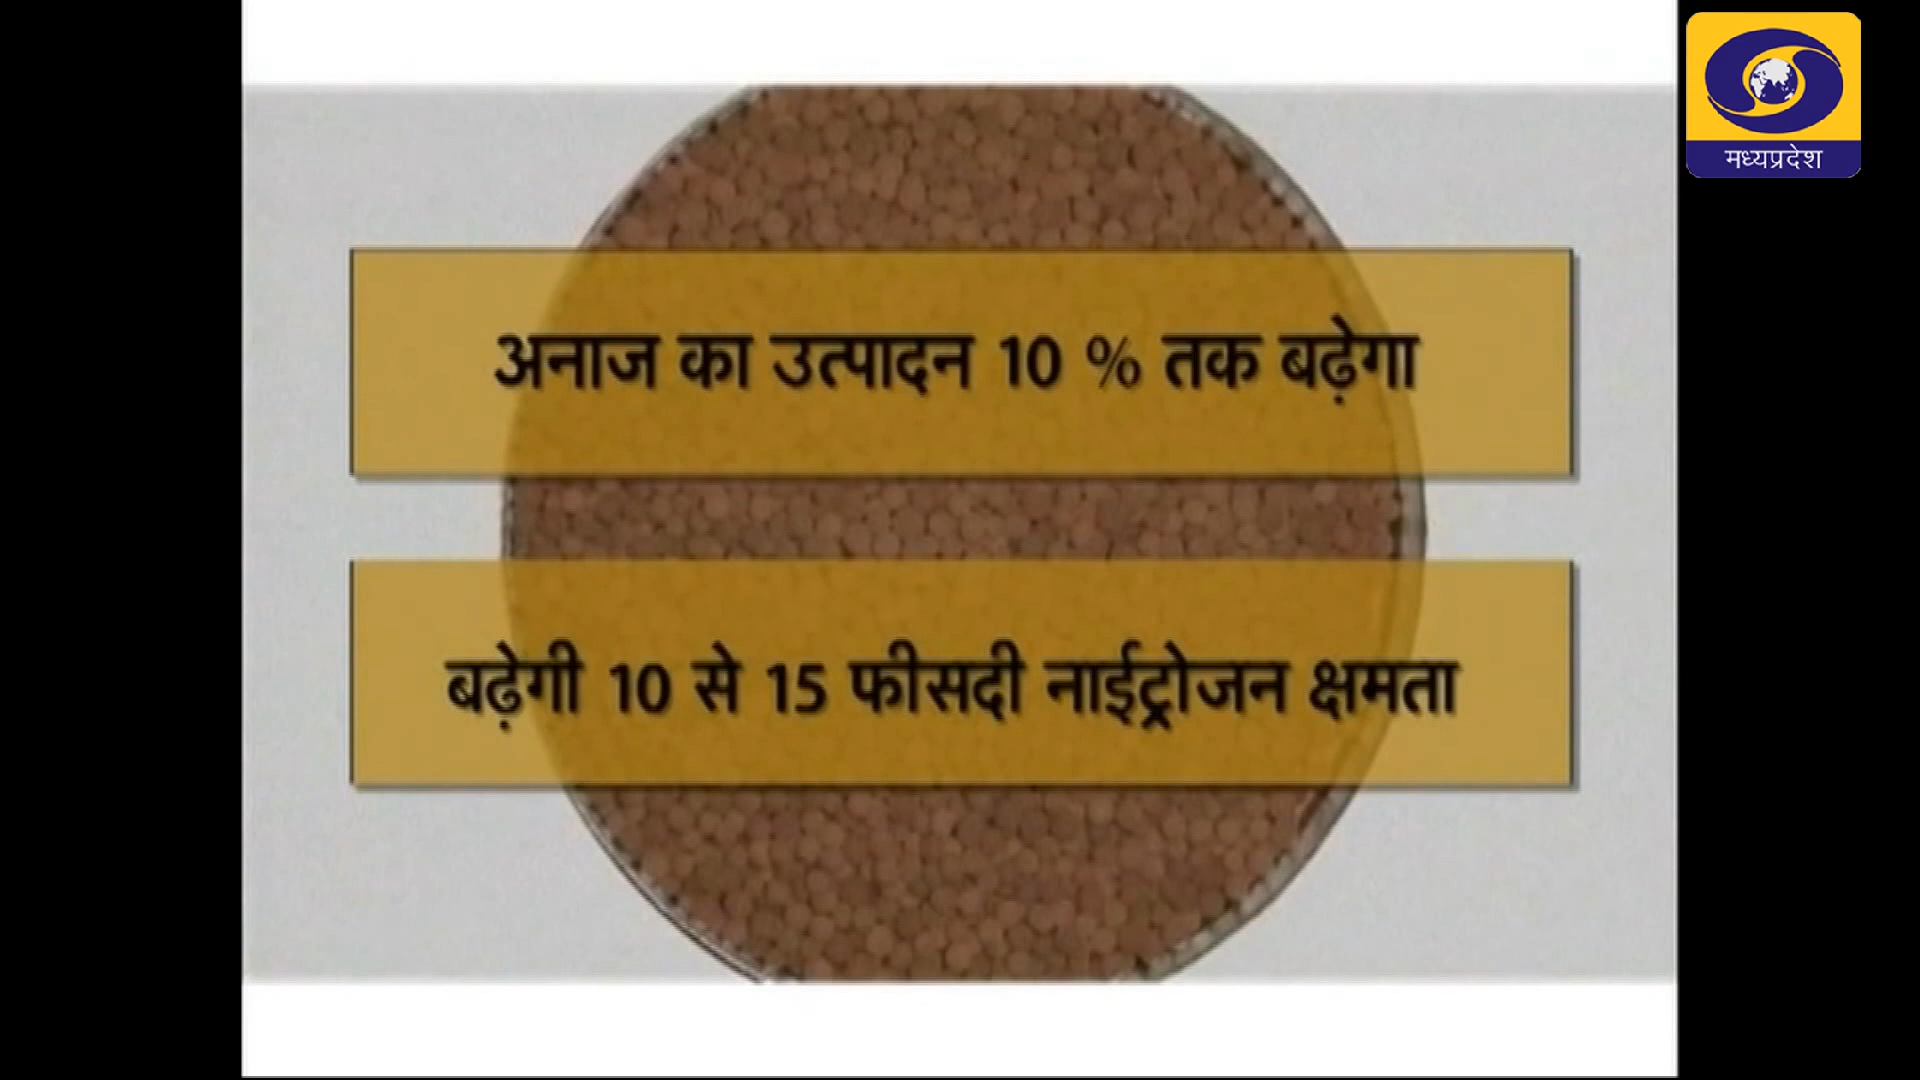 मध्यप्रदेश
अनाज का उत्पादन 10 % तक बढ़ेगा
बढ़ेगी 10 से 15 फीसदी नाईट्रोजन क्षमता